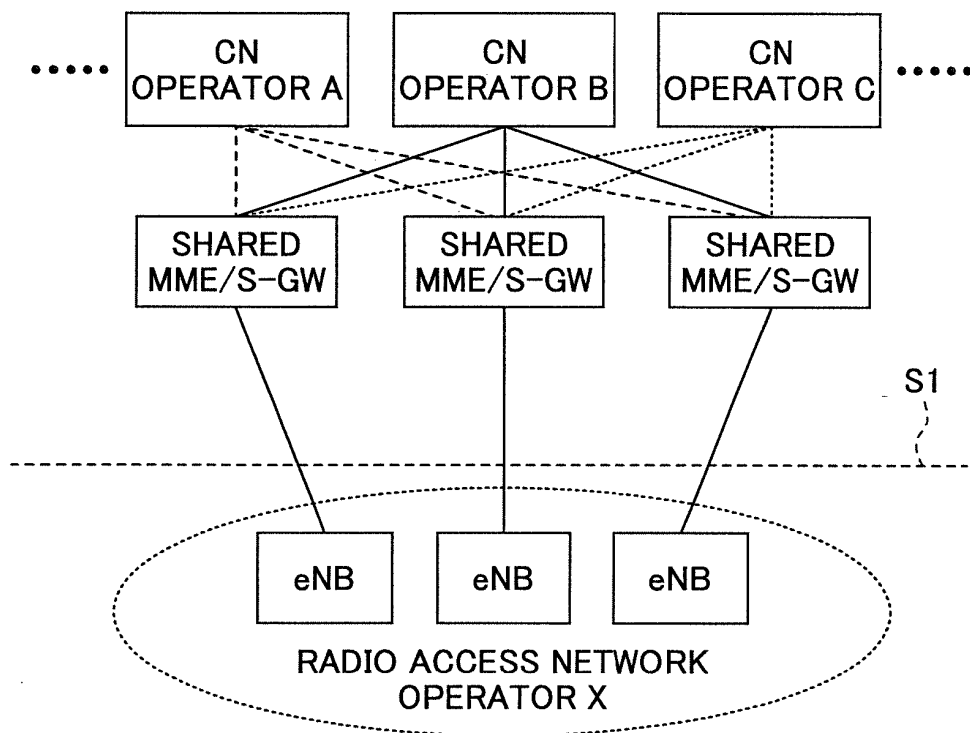 CN
OPERATOR A
CN
OPERATOR B
CN
OPERATOR C
SHARED
MME/S-GW
SHARED
MME/S-GW
SHARED
MME/S-GW
S1
eNB
eNB
eNB
RADIO ACCESS NETWORK
OPERATOR X